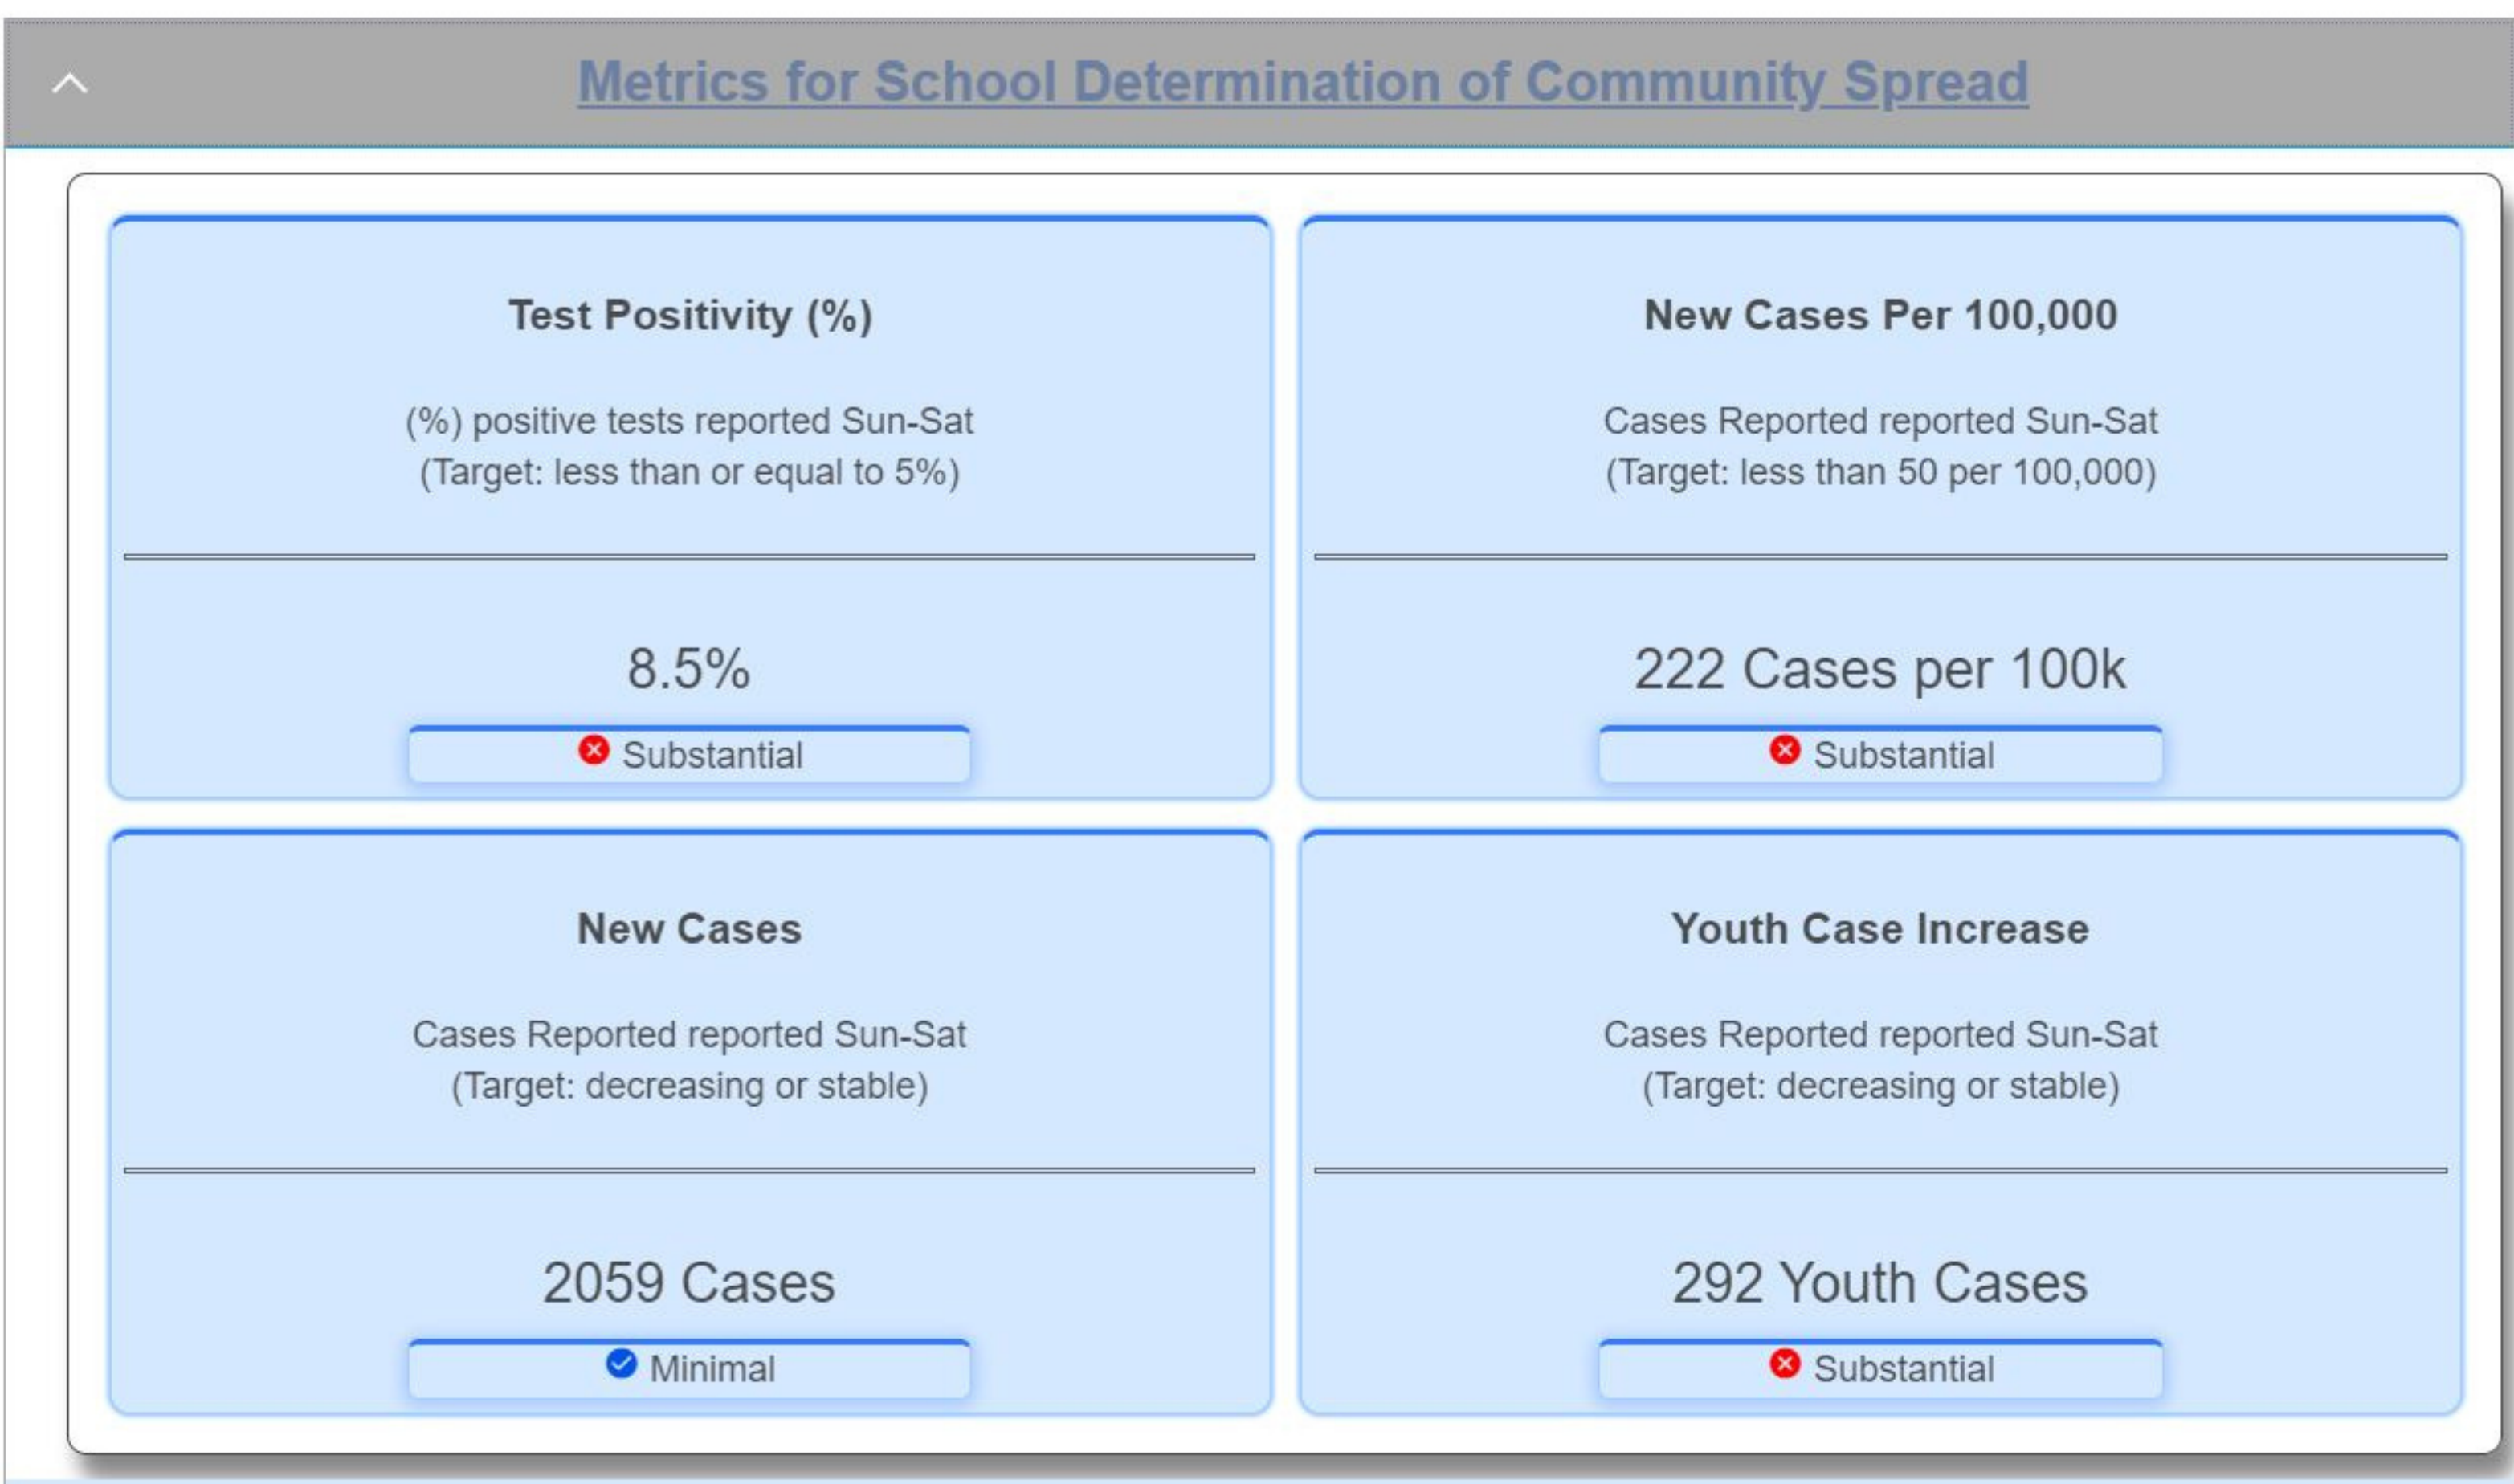 Metrics for School Determination of Community Spread
Test Positivity (%)
(%) positive tests reported Sun-Sat
(Target: less than or equal to 5%)
8.5%
Substantial
New Cases Per 100,000
Cases Reported reported Sun-Sat
(Target: less than 50 per 100,000)
222 Cases per 100k
Substantial
New Cases
Cases Reported reported Sun-Sat
(Target: decreasing or stable)
2059 Cases
Minimal
Youth Case Increase
Cases Reported reported Sun-Sat
(Target: decreasing or stable)
292 Youth Cases
Substantial